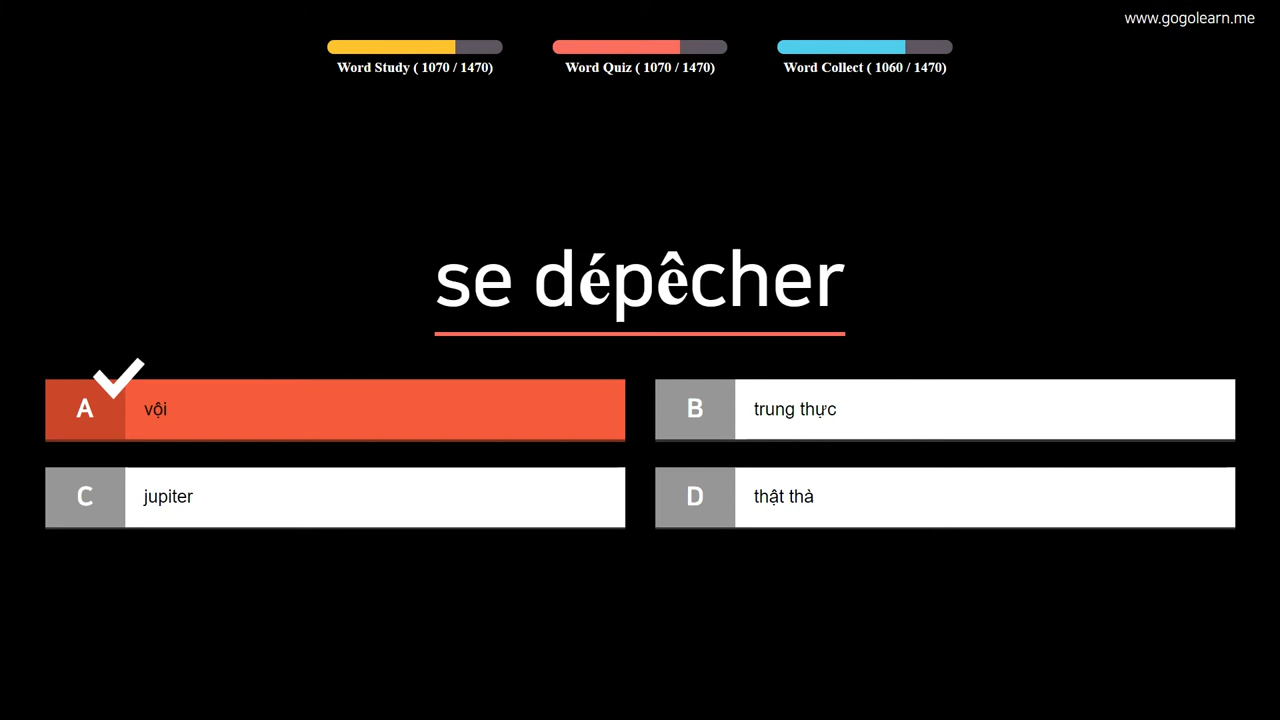 www.gogolearn.me
Word Study ( 1070 / 1470)
Word Quiz ( 1070 / 1470)
Word Collect ( 1060 / 1470)
se dépêcher
A vội
B trung thực
C jupiter
D thật thà